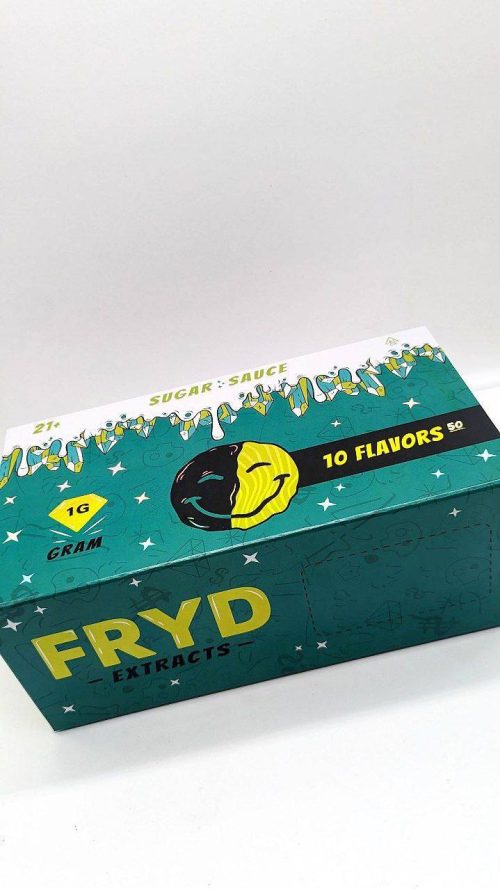 SUGAR SAUCE
21+
10 FLAVORS 50
1G
GRAM
FRYD
EXTRACTS